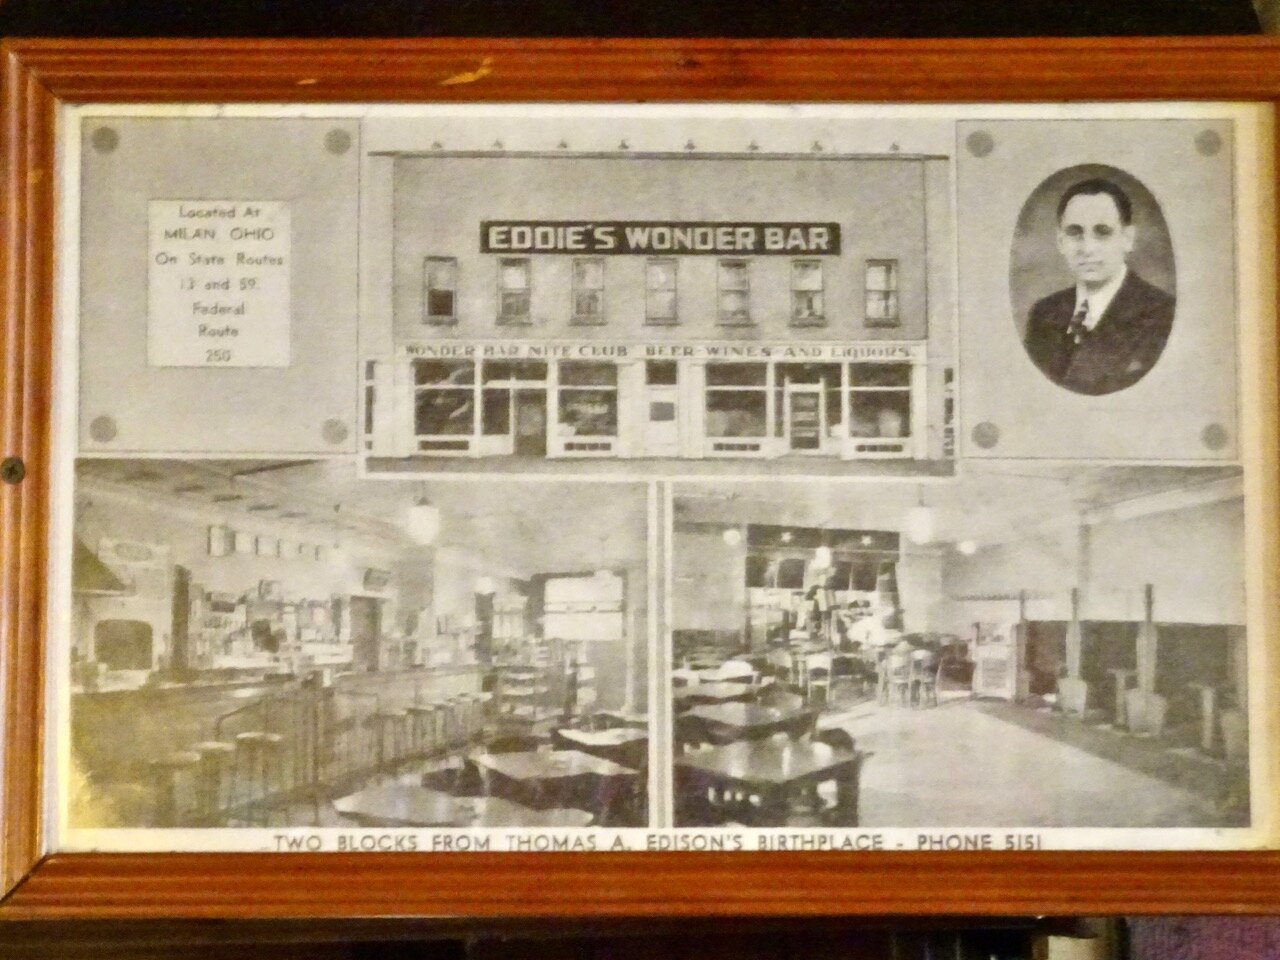 Located At
MILAN OHIO
On State Routes
13 and 59.
Federal
Route
250
EDDIE'S WONDER BAR
WONDER BAR NITE CLUB BEER-WINES-AND LIQUORS.
TWO BLOCKS FROM THOMAS A. EDISON'S BIRTHPLACE - PHONE 5151